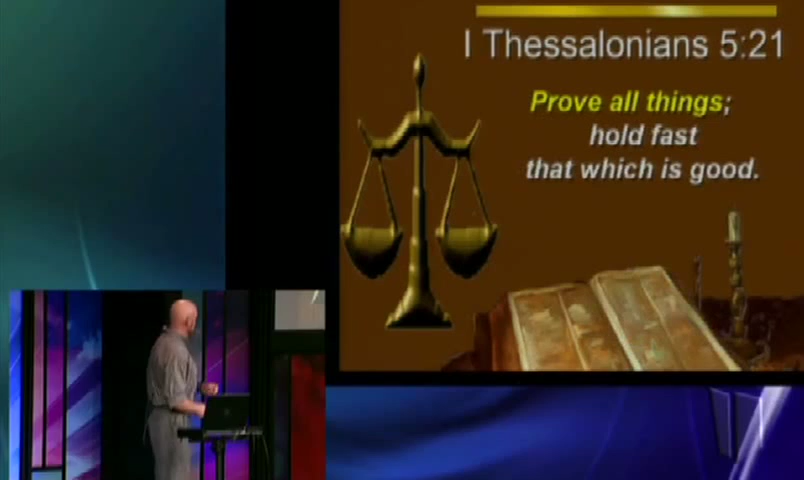 I Thessalonians 5:21
Prove all things;
hold fast
that which is good.